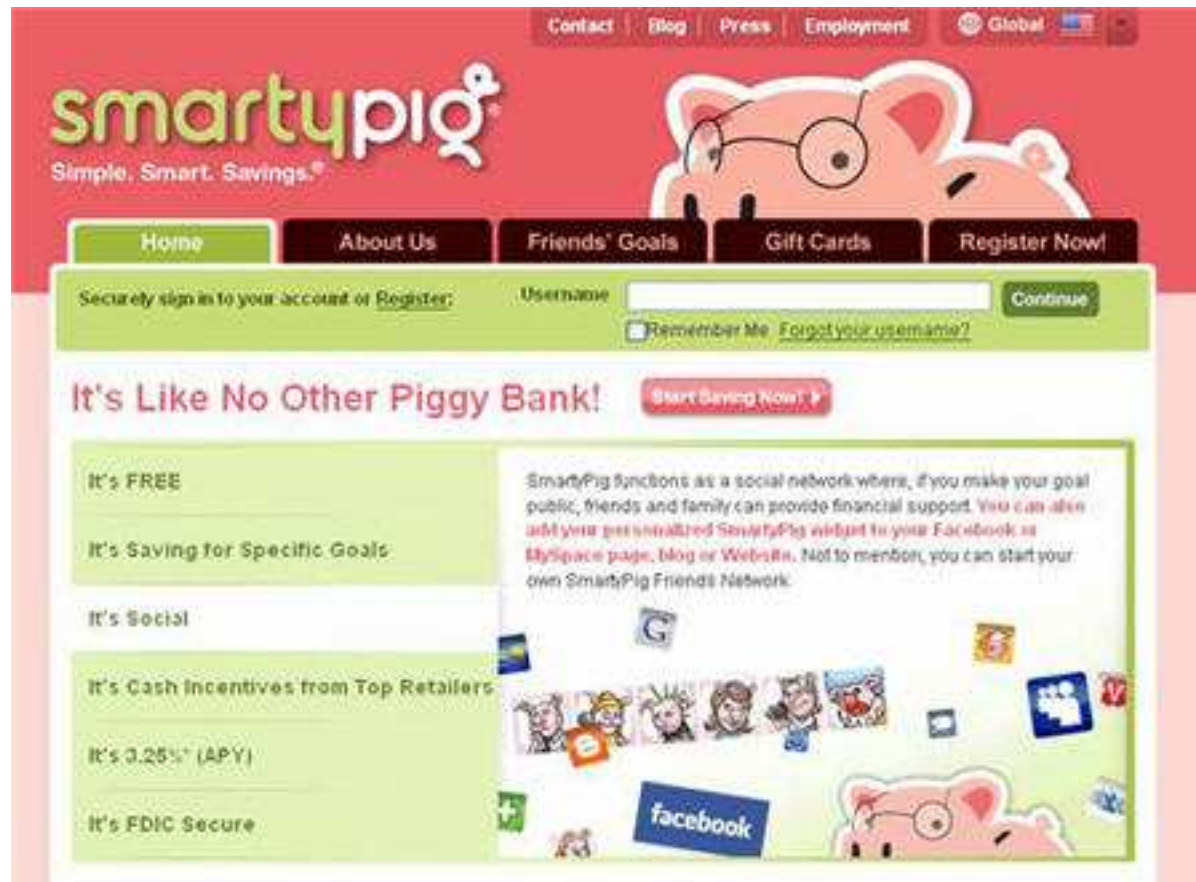 Contact | Blog | Press | Employment Global
smartypig®
Simple. Smart. Savings.®
Home About Us Friends' Goals Gift Cards Register Now!
Securely sign in to your account or Register: Username Continue
Remember Me Forgot your username?
It's Like No Other Piggy Bank! Start Saving Now!
It's FREE
It's Saving for Specific Goals
It's Social
It's Cash Incentives from Top Retailers
It's 3.25%* (APY)
It's FDIC Secure
SmartyPig functions as a social network where, if you make your goal
public, friends and family can provide financial support. You can also
add your personalized SmartyPig widget to your Facebook or
MySpace page, blog or Website. Not to mention, you can start your
own SmartyPig Friends Network.
G
facebook